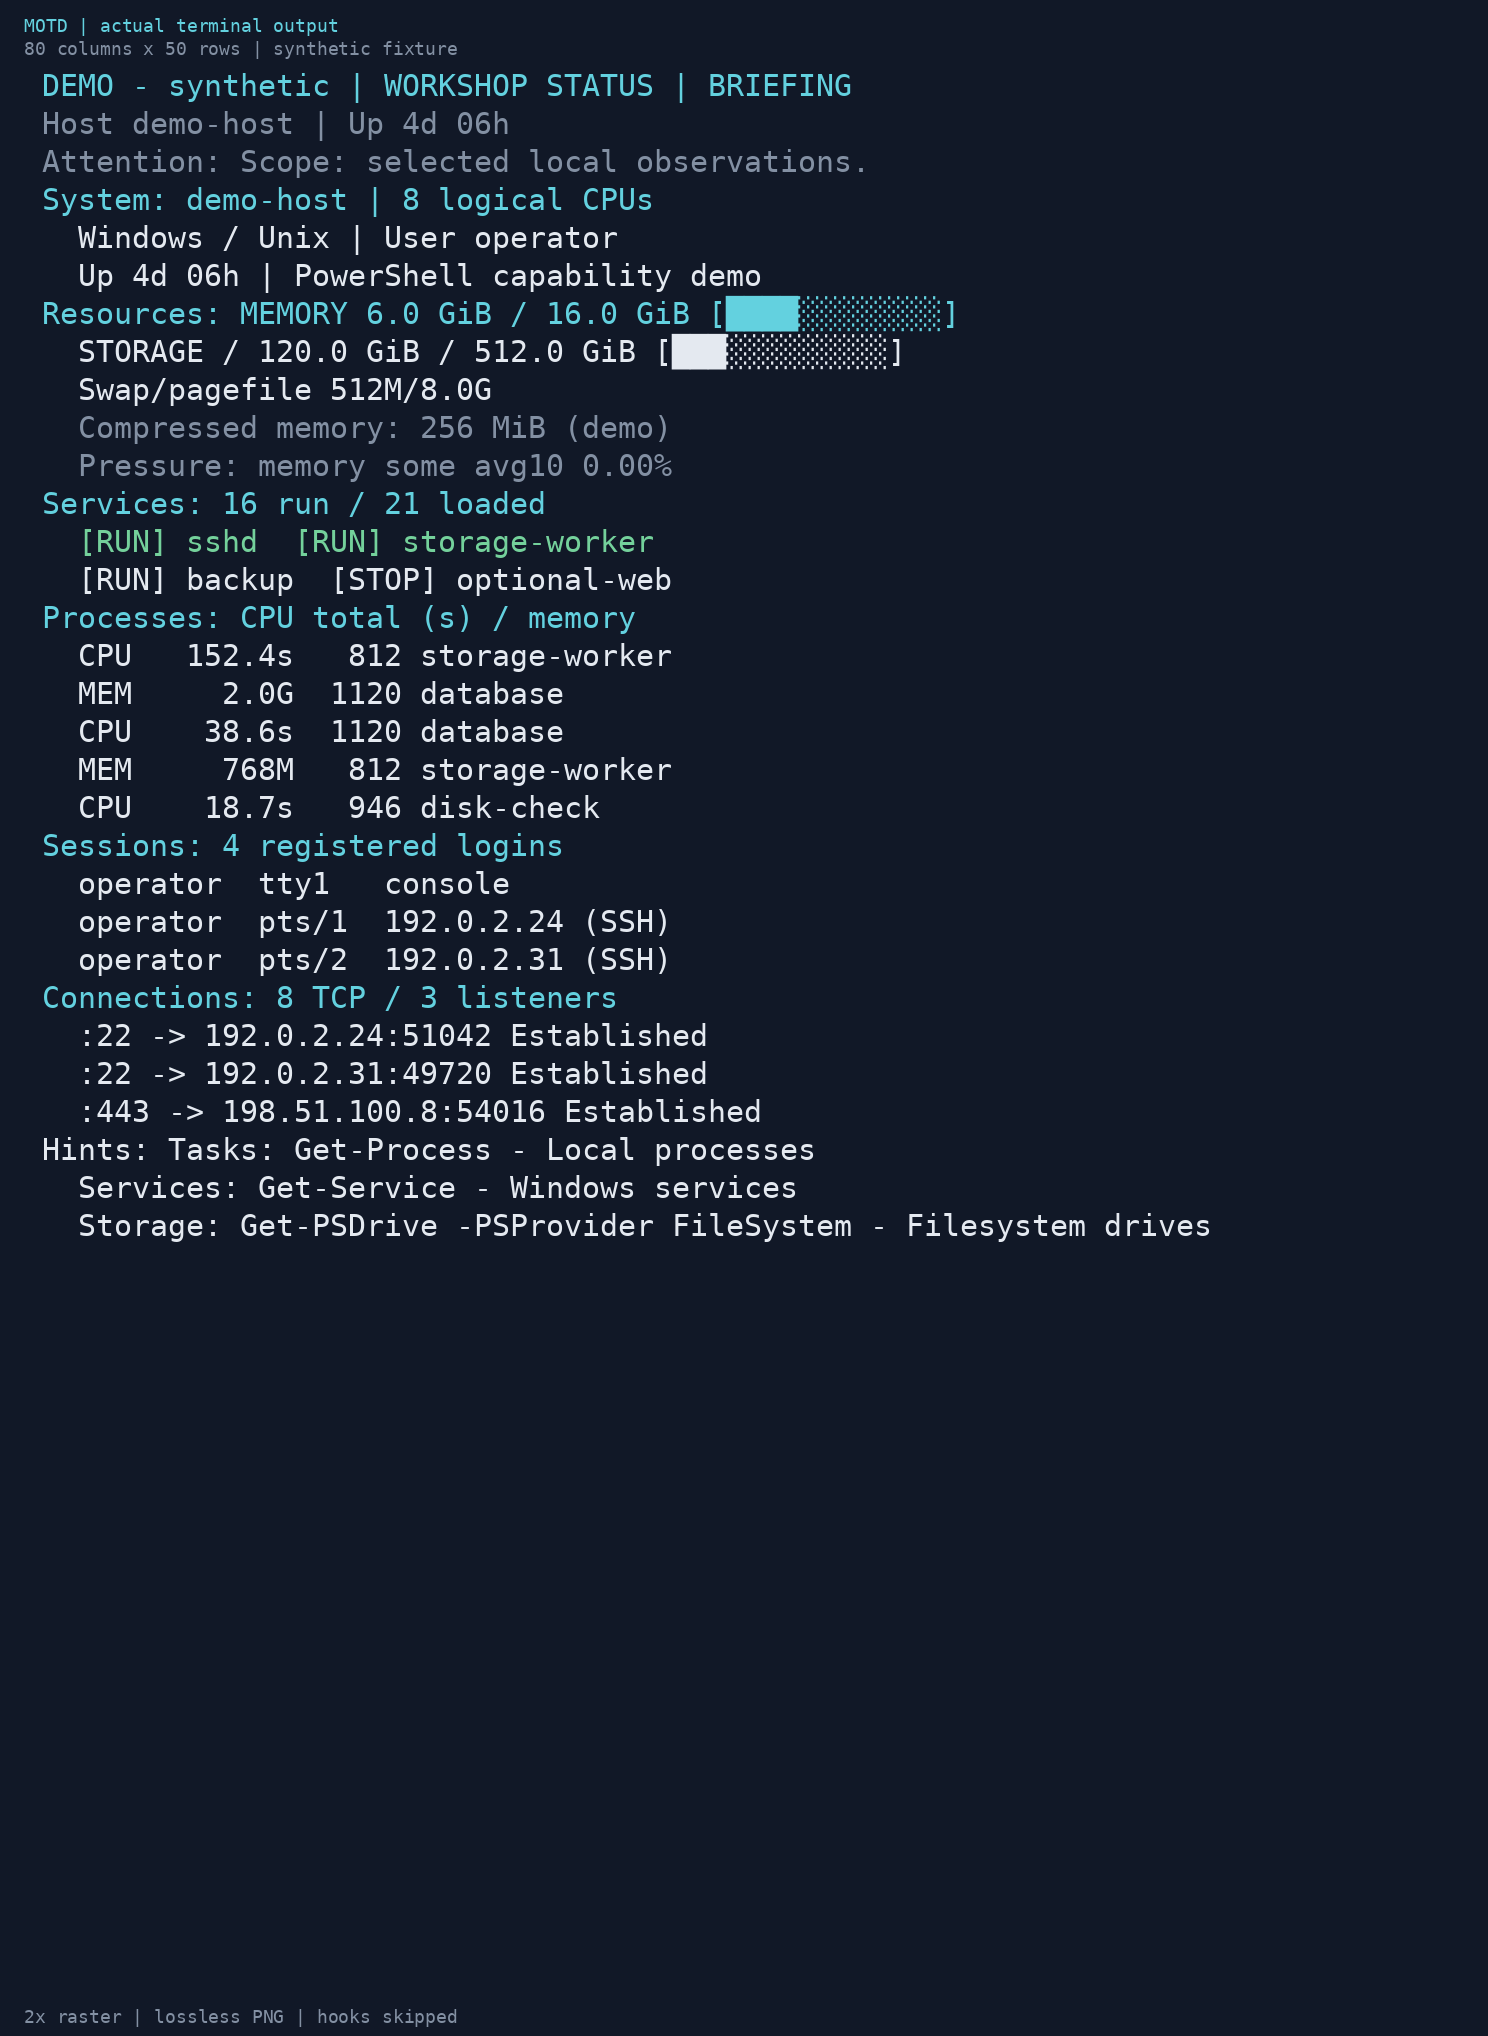 MOTD | actual terminal output
80 columns x 50 rows | synthetic fixture
DEMO - synthetic | WORKSHOP STATUS | BRIEFING
Host demo-host | Up 4d 06h
Attention: Scope: selected local observations.
System: demo-host | 8 logical CPUs
  Windows / Unix | User operator
  Up 4d 06h | PowerShell capability demo
Resources: MEMORY 6.0 GiB / 16.0 GiB [████░░░░░░░░]
  STORAGE / 120.0 GiB / 512.0 GiB [███░░░░░░░░░]
  Swap/pagefile 512M/8.0G
  Compressed memory: 256 MiB (demo)
  Pressure: memory some avg10 0.00%
Services: 16 run / 21 loaded
  [RUN] sshd  [RUN] storage-worker
  [RUN] backup  [STOP] optional-web
Processes: CPU total (s) / memory
  CPU   152.4s   812 storage-worker
  MEM     2.0G  1120 database
  CPU    38.6s  1120 database
  MEM     768M   812 storage-worker
  CPU    18.7s   946 disk-check
Sessions: 4 registered logins
  operator  tty1   console
  operator  pts/1  192.0.2.24 (SSH)
  operator  pts/2  192.0.2.31 (SSH)
Connections: 8 TCP / 3 listeners
  :22 -> 192.0.2.24:51042 Established
  :22 -> 192.0.2.31:49720 Established
  :443 -> 198.51.100.8:54016 Established
Hints: Tasks: Get-Process - Local processes
  Services: Get-Service - Windows services
  Storage: Get-PSDrive -PSProvider FileSystem - Filesystem drives
2x raster | lossless PNG | hooks skipped